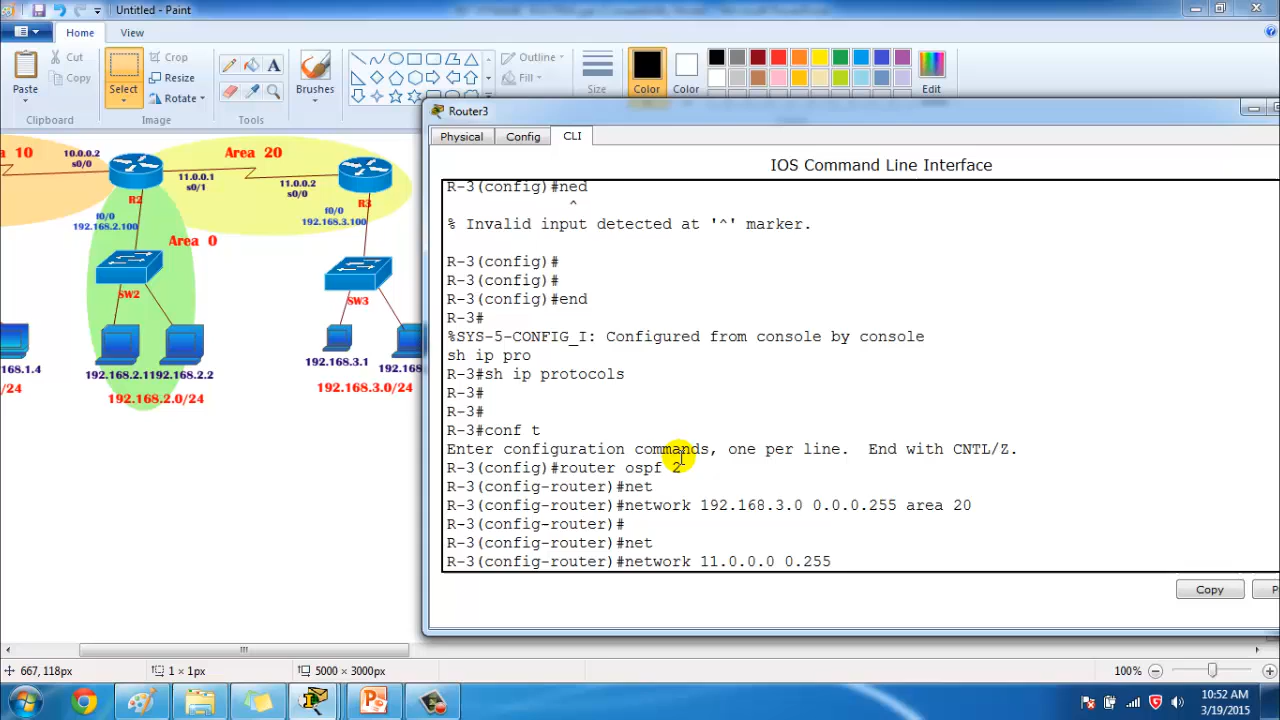 Untitled - Paint
Home View
Paste
Cut
Copy
Clipboard
Select
Crop
Resize
Rotate
Image
Tools
Brushes
Outline
Fill
Size
Color
Color
Edit
a 10
10.0.0.2
s0/0
Area 20
11.0.0.1
s0/1
11.0.0.2
s0/0
R2
R3
f0/0
192.168.2.100
f0/0
192.168.3.100
Area 0
SW2
SW3
168.1.4
192.168.2.1 192.168.2.2
192.168.3.1
192.168
/24
192.168.2.0/24
192.168.3.0/24
Router3
Physical Config CLI
IOS Command Line Interface
R-3(config)#ned
^
% Invalid input detected at '^' marker.
R-3(config)#
R-3(config)#
R-3(config)#end
R-3#
%SYS-5-CONFIG_I: Configured from console by console
sh ip pro
R-3#sh ip protocols
R-3#
R-3#
R-3#conf t
Enter configuration commands, one per line.  End with CNTL/Z.
R-3(config)#router ospf 2
R-3(config-router)#net
R-3(config-router)#network 192.168.3.0 0.0.0.255 area 20
R-3(config-router)#
R-3(config-router)#net
R-3(config-router)#network 11.0.0.0 0.255
Copy
P
667, 118px
1 × 1px
5000 × 3000px
100%
10:52 AM
3/19/2015